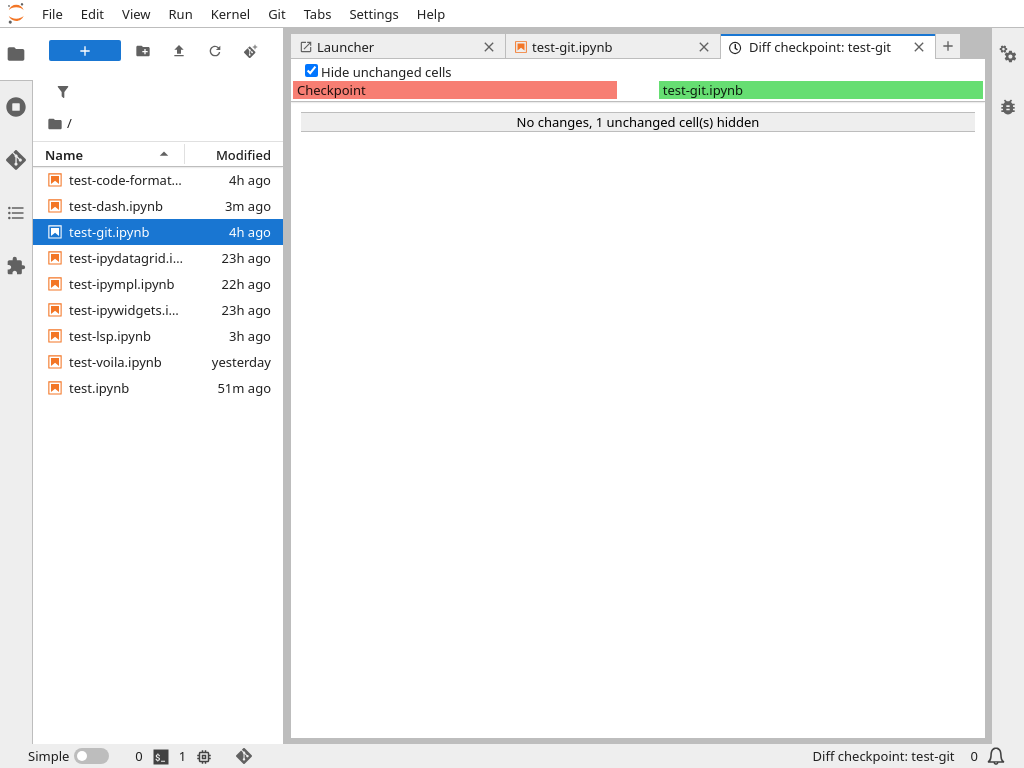 File Edit View Run Kernel Git Tabs Settings Help
Launcher
test-git.ipynb
Diff checkpoint: test-git
Hide unchanged cells
Checkpoint
test-git.ipynb
No changes, 1 unchanged cell(s) hidden
/
Name Modified
test-code-format... 4h ago
test-dash.ipynb 3m ago
test-git.ipynb 4h ago
test-ipydatagrid.i... 23h ago
test-ipympl.ipynb 22h ago
test-ipywidgets.i... 23h ago
test-lsp.ipynb 3h ago
test-voila.ipynb yesterday
test.ipynb 51m ago
Simple 0 $_ 1 Diff checkpoint: test-git 0